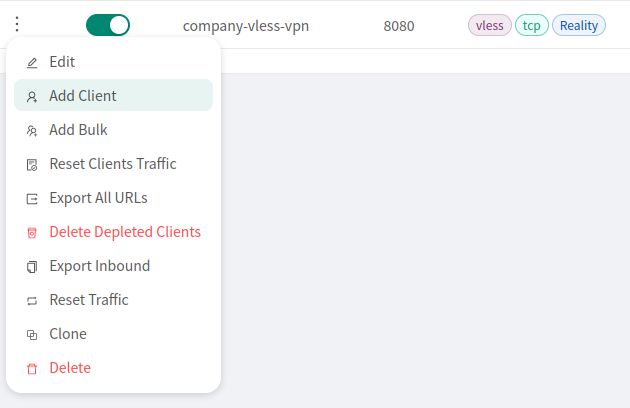 company-vless-vpn 8080 vless tcp Reality
Edit
Add Client
Add Bulk
Reset Clients Traffic
Export All URLs
Delete Depleted Clients
Export Inbound
Reset Traffic
Clone
Delete